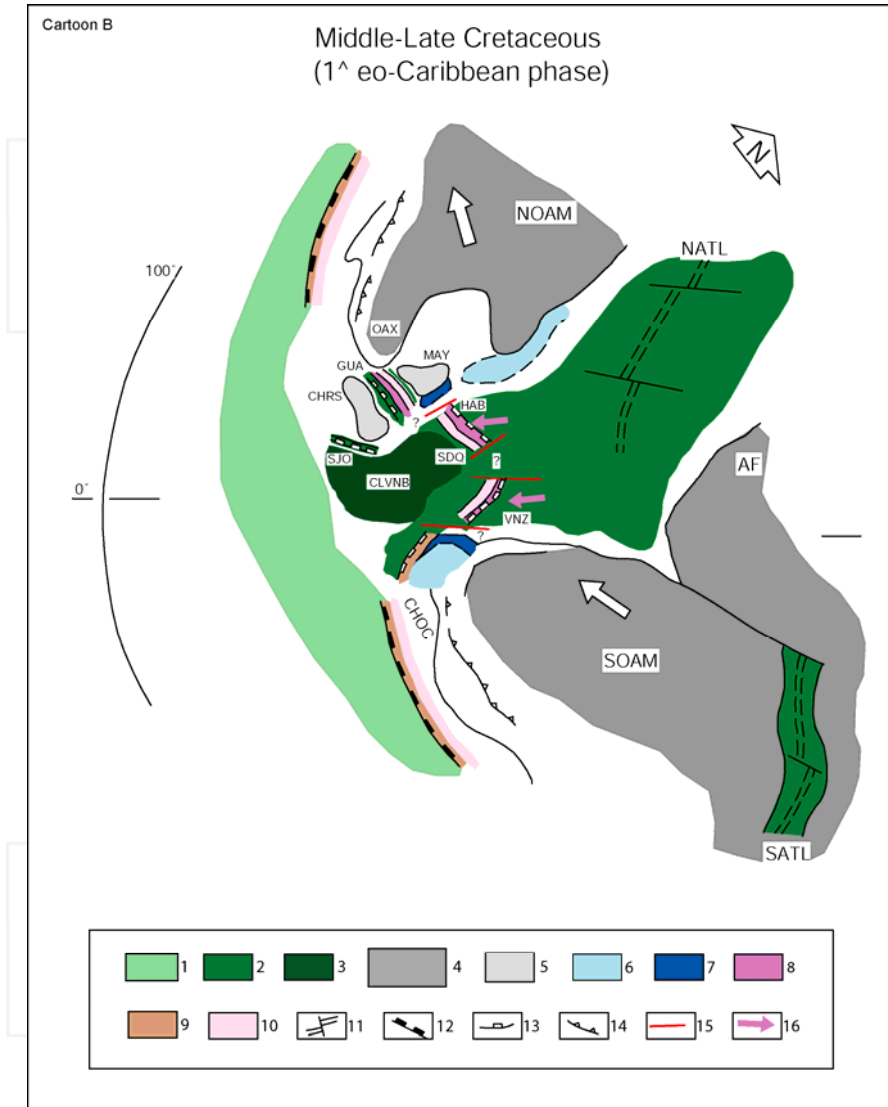 Cartoon B
Middle-Late Cretaceous
(1^ eo-Caribbean phase)
N
NOAM
NATL
100-
OAX
GUA
MAY
CHRS
HAB
?
SJO
SDQ
?
CLVNB
AF
0-
VNZ
?
CHOC
SOAM
SATL
1
2
3
4
5
6
7
8
9
10
11
12
13
14
15
16